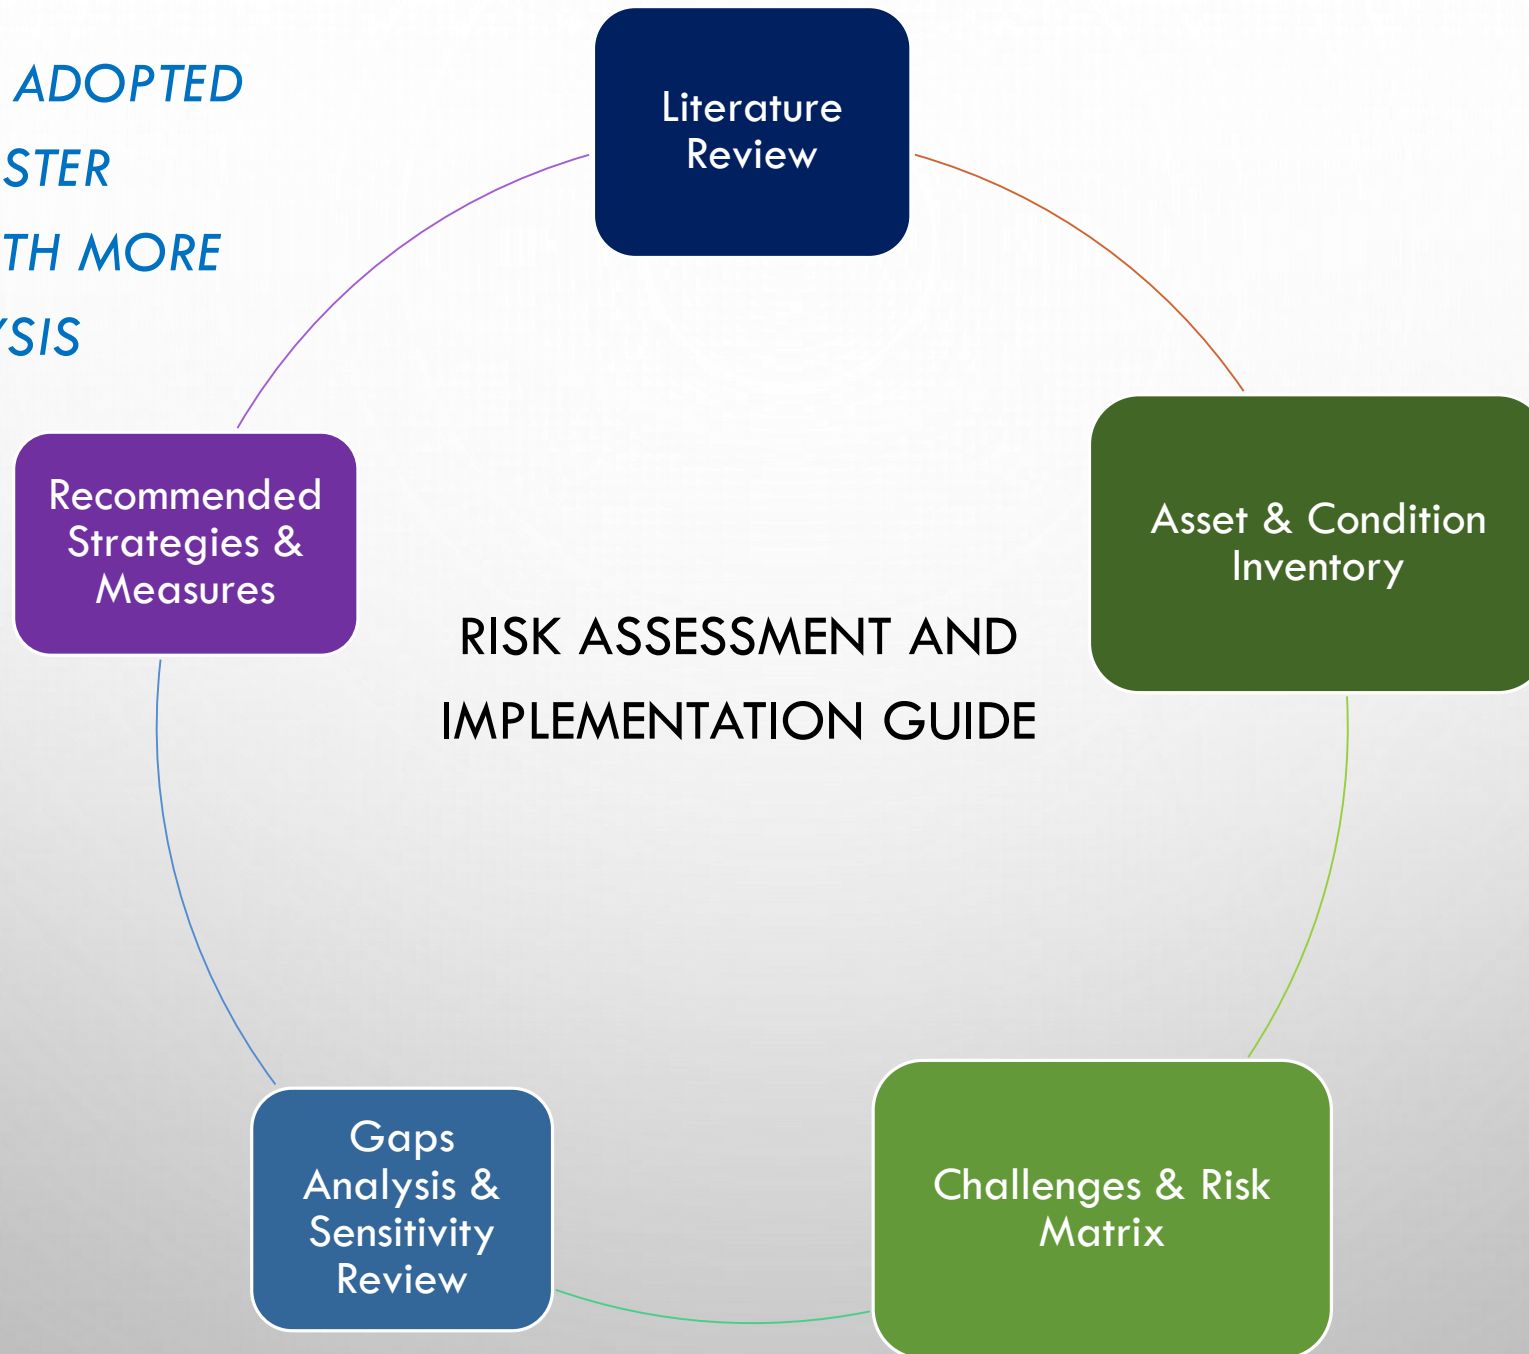 ADOPTED
STER
TH MORE
YSIS
Literature
Review
Asset & Condition
Inventory
Challenges & Risk
Matrix
Gaps
Analysis &
Sensitivity
Review
Recommended
Strategies &
Measures
RISK ASSESSMENT AND
IMPLEMENTATION GUIDE